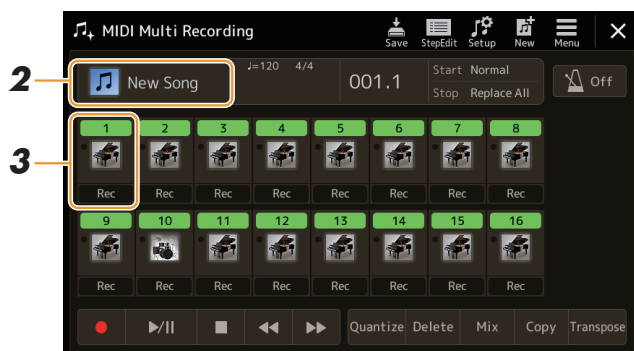 MIDI Multi Recording
Save StepEdit Setup New Menu
2
New Song
♩=120 4/4
001.1
Start Normal
Stop Replace All
Off
3
1 2 3 4 5 6 7 8
Rec Rec Rec Rec Rec Rec Rec Rec
9 10 11 12 13 14 15 16
Rec Rec Rec Rec Rec Rec Rec Rec
Quantize Delete Mix Copy Transpose